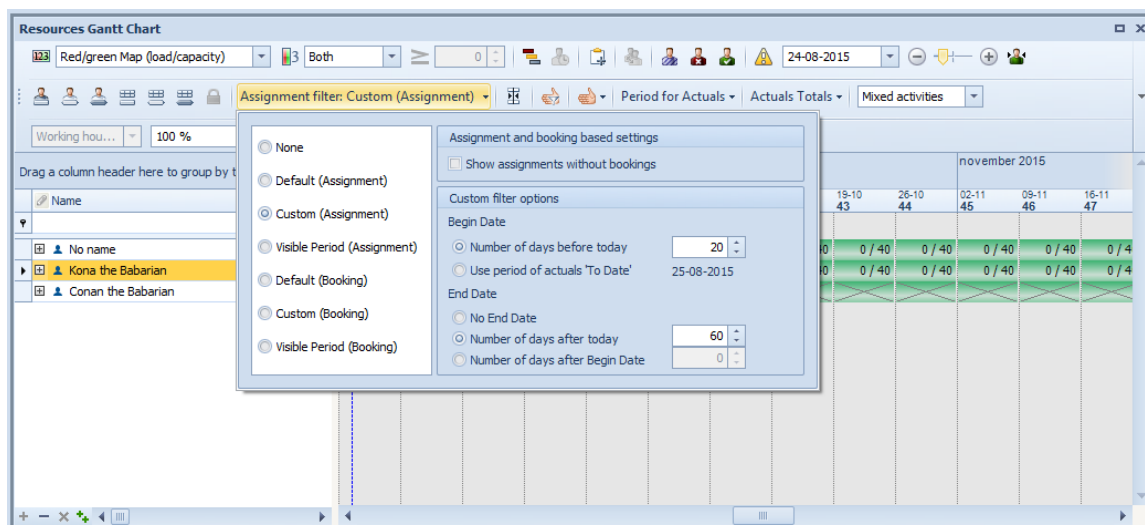 Resources Gantt Chart
123 Red/green Map (load/capacity) 3 Both 0 24-08-2015
Assignment filter: Custom (Assignment) Period for Actuals Actuals Totals Mixed activities
Working hou... 100 %
Drag a column header here to group by t
Name
No name
Kona the Babarian
Conan the Babarian
None
Default (Assignment)
Custom (Assignment)
Visible Period (Assignment)
Default (Booking)
Custom (Booking)
Visible Period (Booking)
Assignment and booking based settings
Show assignments without bookings
Custom filter options
Begin Date
Number of days before today 20
Use period of actuals 'To Date' 25-08-2015
End Date
No End Date
Number of days after today 60
Number of days after Begin Date 0
november 2015
19-10 26-10 02-11 09-11 16-11
43 44 45 46 47
0 / 40 0 / 40 0 / 40 0 / 40 0 / 4
0 / 40 0 / 40 0 / 40 0 / 40 0 / 4